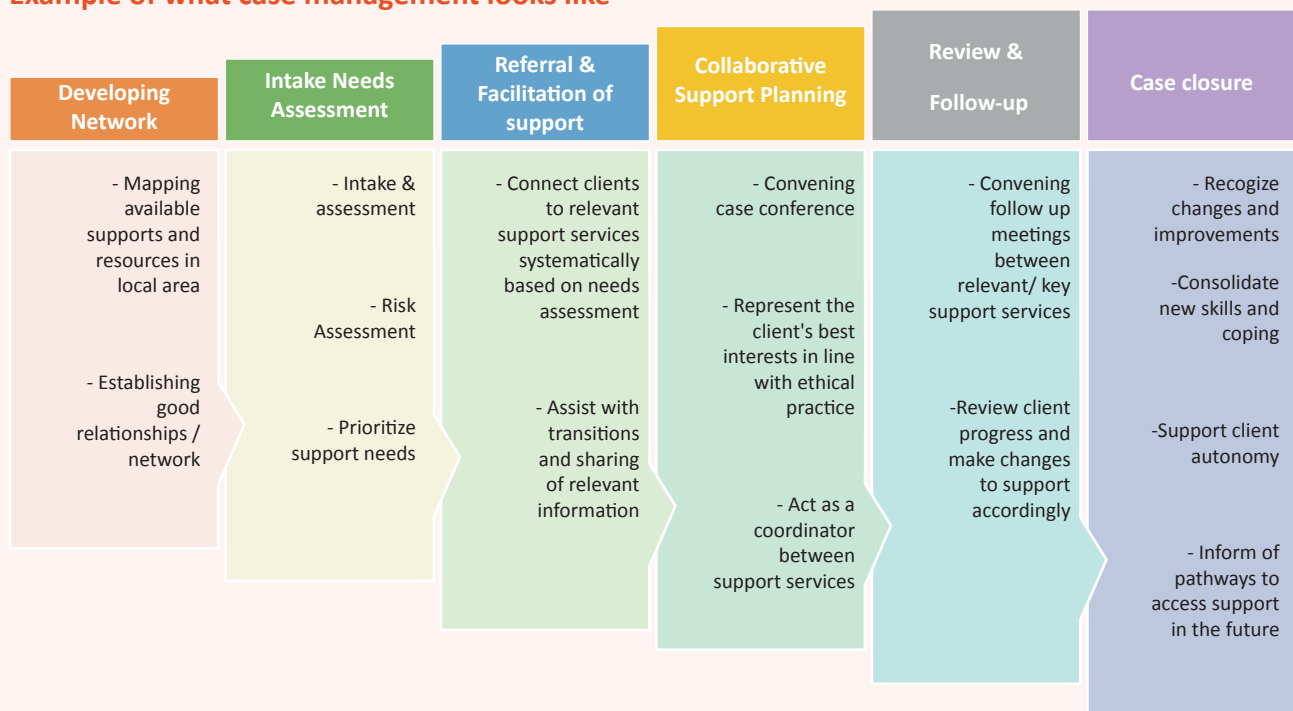 Example of what case management looks like
Developing
Network
- Mapping
available
supports and
resources in
local area
- Establishing
good
relationships /
network
Intake Needs
Assessment
- Intake &
assessment
- Risk
Assessment
- Prioritize
support needs
Referral &
Facilitation of
support
- Connect clients
to relevant
support services
systematically
based on needs
assessment
- Assist with
transitions
and sharing
of relevant
information
Collaborative
Support Planning
- Convening
case conference
- Represent the
client's best
interests in line
with ethical
practice
- Act as a
coordinator
between
support services
Review &
Follow-up
- Convening
follow up
meetings
between
relevant/ key
support services
-Review client
progress and
make changes
to support
accordingly
Case closure
- Recogize
changes and
improvements
-Consolidate
new skills and
coping
-Support client
autonomy
- Inform of
pathways to
access support
in the future